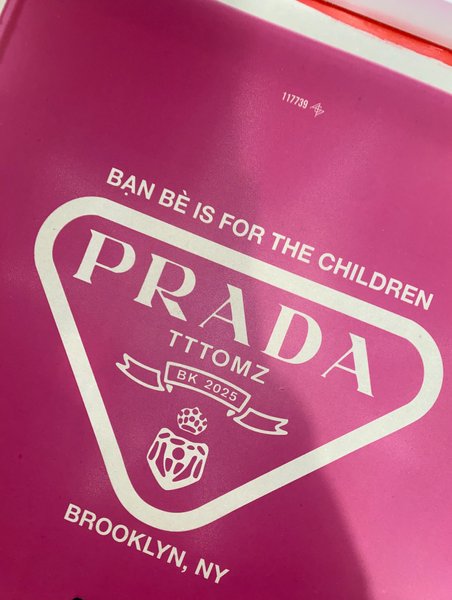 117739
BẠN BÈ IS FOR THE CHILDREN
PRADA
TTTOMZ
BK 2025
BROOKLYN, NY